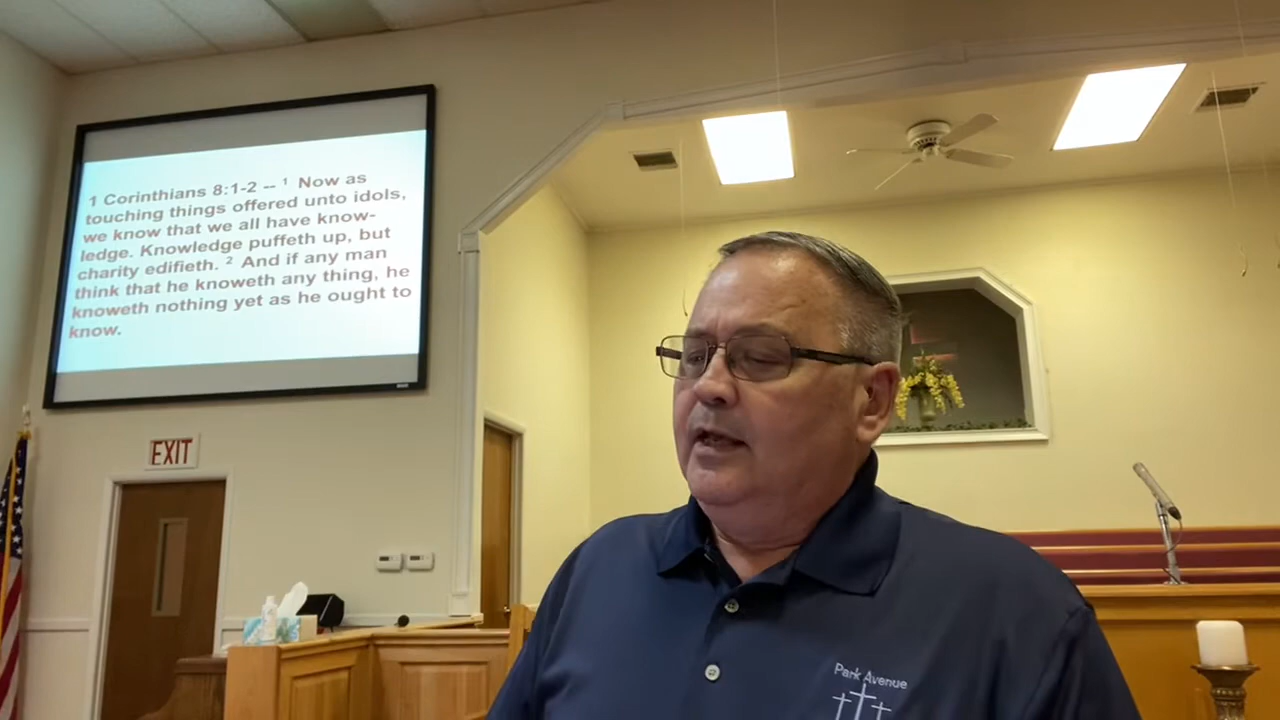 1 Corinthians 8:1-2 -- ¹ Now as
touching things offered unto idols,
we know that we all have know-
ledge. Knowledge puffeth up, but
charity edifieth. ² And if any man
think that he knoweth any thing, he
knoweth nothing yet as he ought to
know.
EXIT
Park Avenue